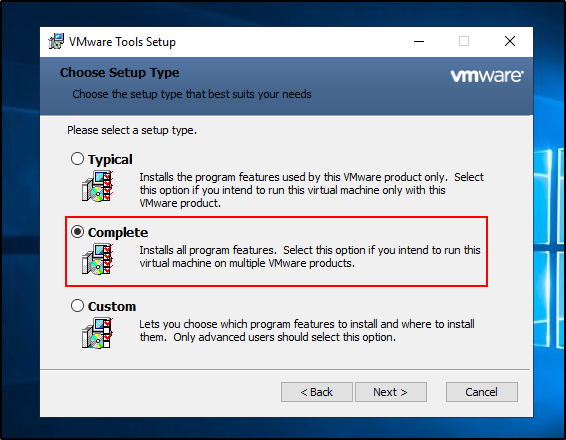 VMware Tools Setup
Choose Setup Type
Choose the setup type that best suits your needs
vmware
Please select a setup type.
Typical
Installs the program features used by this VMware product only. Select
this option if you intend to run this virtual machine only with this
VMware product.
Complete
Installs all program features. Select this option if you intend to run this
virtual machine on multiple VMware products.
Custom
Lets you choose which program features to install and where to install
them. Only advanced users should select this option.
< Back
Next >
Cancel